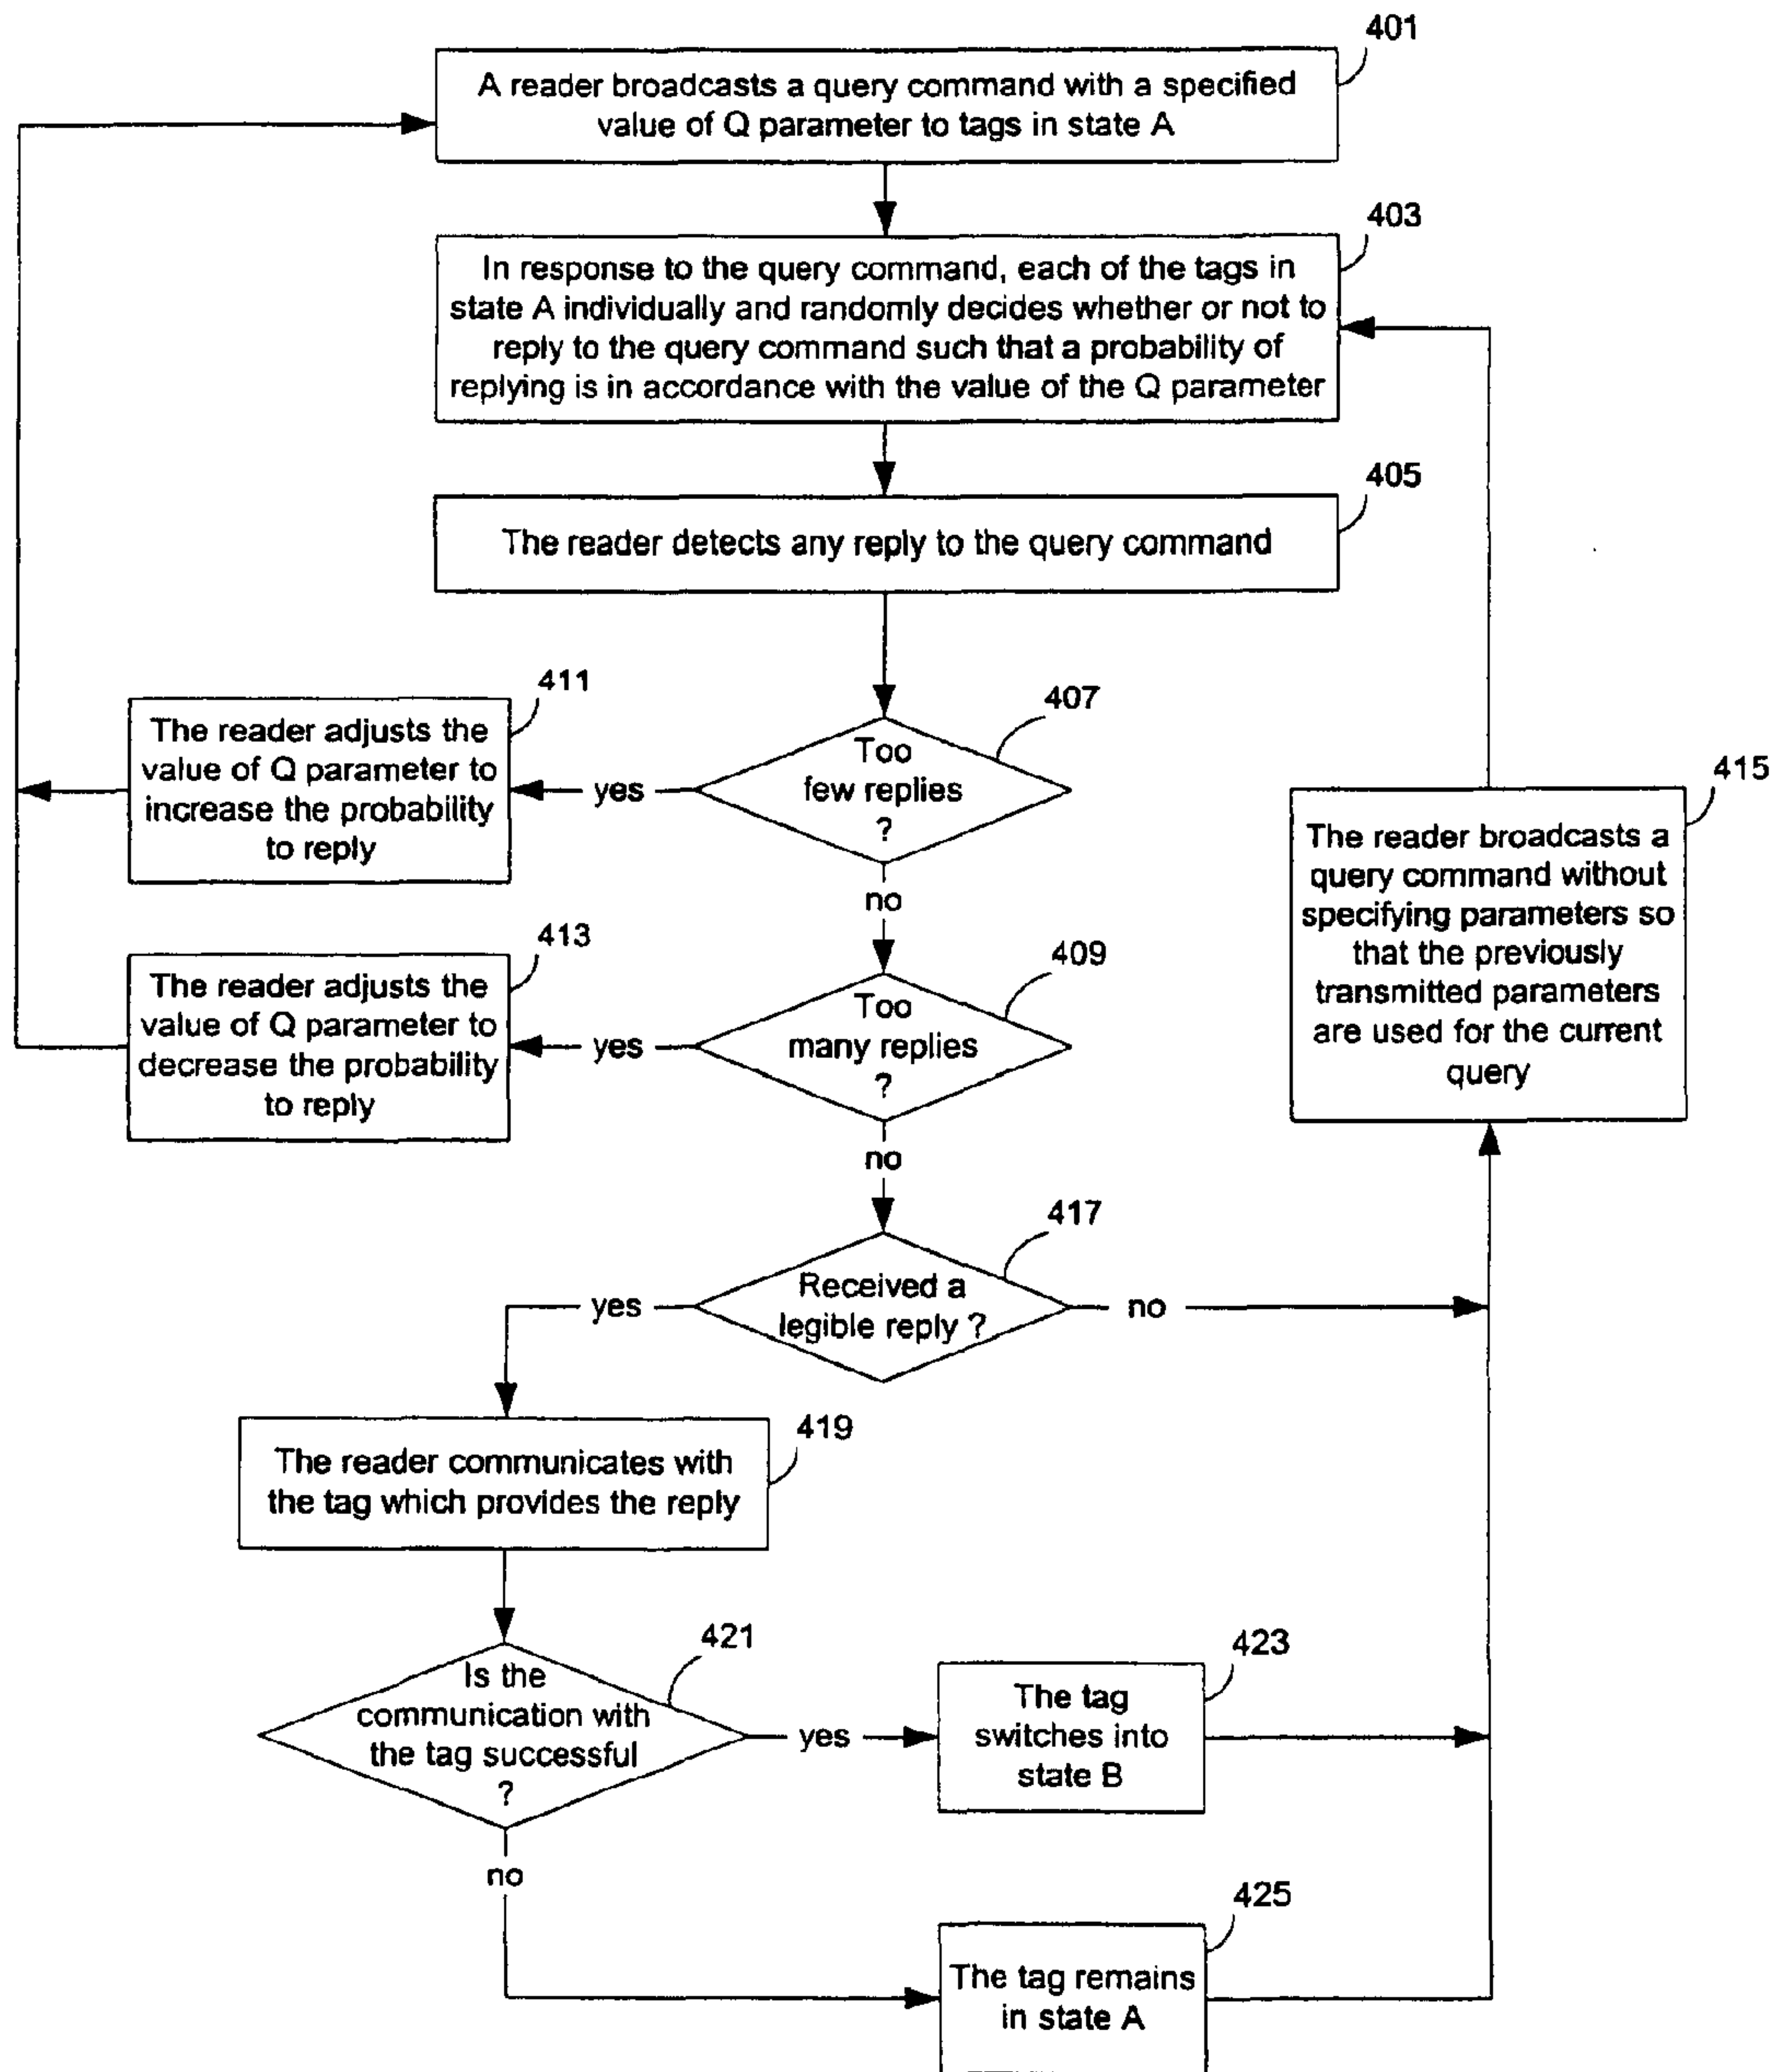 401
A reader broadcasts a query command with a specified
value of Q parameter to tags in state A
403
In response to the query command, each of the tags in
state A individually and randomly decides whether or not to
reply to the query command such that a probability of
replying is in accordance with the value of the Q parameter
405
The reader detects any reply to the query command
411
The reader adjusts the
value of Q parameter to
increase the probability
to reply
yes
407
Too
few replies
?
no
415
The reader broadcasts a
query command without
specifying parameters so
that the previously
transmitted parameters
are used for the current
query
413
The reader adjusts the
value of Q parameter to
decrease the probability
to reply
yes
409
Too
many replies
?
no
417
Received a
legible reply ?
yes
no
419
The reader communicates with
the tag which provides the reply
421
Is the
communication with
the tag successful
?
yes
423
The tag
switches into
state B
no
425
The tag remains
in state A